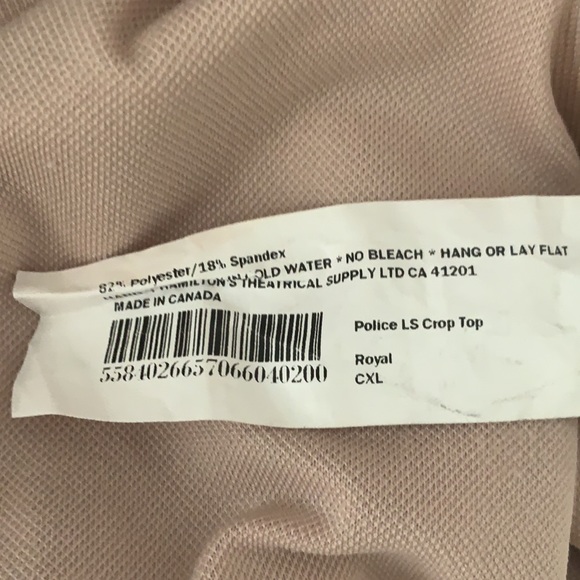 82% Polyester/18% Spandex
OLD WATER * NO BLEACH * HANG OR LAY FLAT
HAMILTON'S THEATRICAL SUPPLY LTD CA 41201
MADE IN CANADA
5584026657066040200
Police LS Crop Top
Royal
CXL